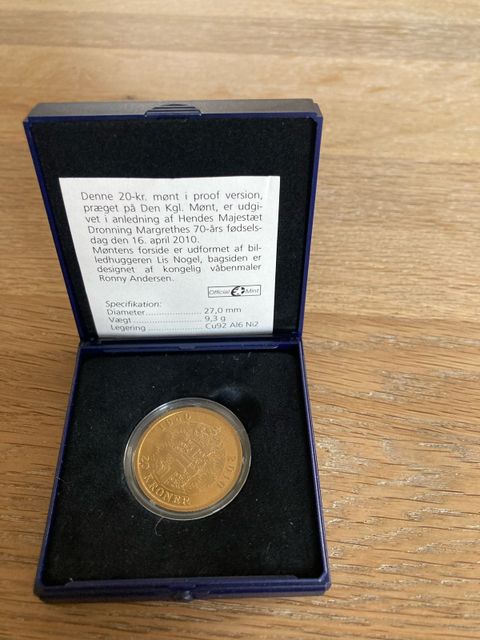 Denne 20-kr. mønt i proof version,
præget på Den Kgl. Mønt, er udgi-
vet i anledning af Hendes Majestæt
Dronning Margrethes 70-års fødsels-
dag den 16. april 2010.
Møntens forside er udformet af bil-
ledhuggeren Lis Nogel, bagsiden er
designet af kongelig våbenmaler
Ronny Andersen.
Official Mint
Specifikation:
Diameter........................27,0 mm
Vægt..............................9,3 g
Legering.........................Cu92 Al6 Ni2
1940
2010
20 KRONER